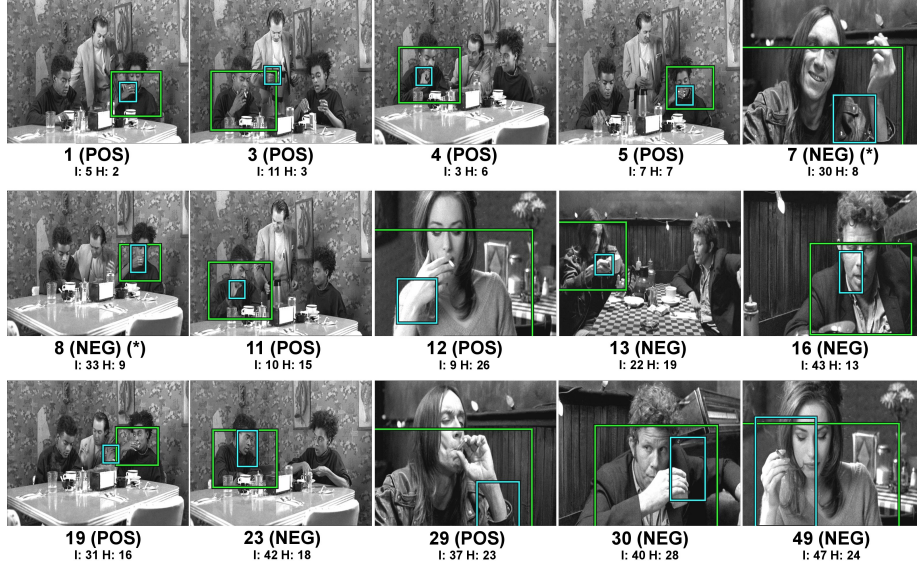 1 (POS)
I: 5 H: 2
3 (POS)
I: 11 H: 3
4 (POS)
I: 3 H: 6
5 (POS)
I: 7 H: 7
7 (NEG) (*)
I: 30 H: 8
8 (NEG) (*)
I: 33 H: 9
11 (POS)
I: 10 H: 15
12 (POS)
I: 9 H: 26
13 (NEG)
I: 22 H: 19
16 (NEG)
I: 43 H: 13
19 (POS)
I: 31 H: 16
23 (NEG)
I: 42 H: 18
29 (POS)
I: 37 H: 23
30 (NEG)
I: 40 H: 28
49 (NEG)
I: 47 H: 24